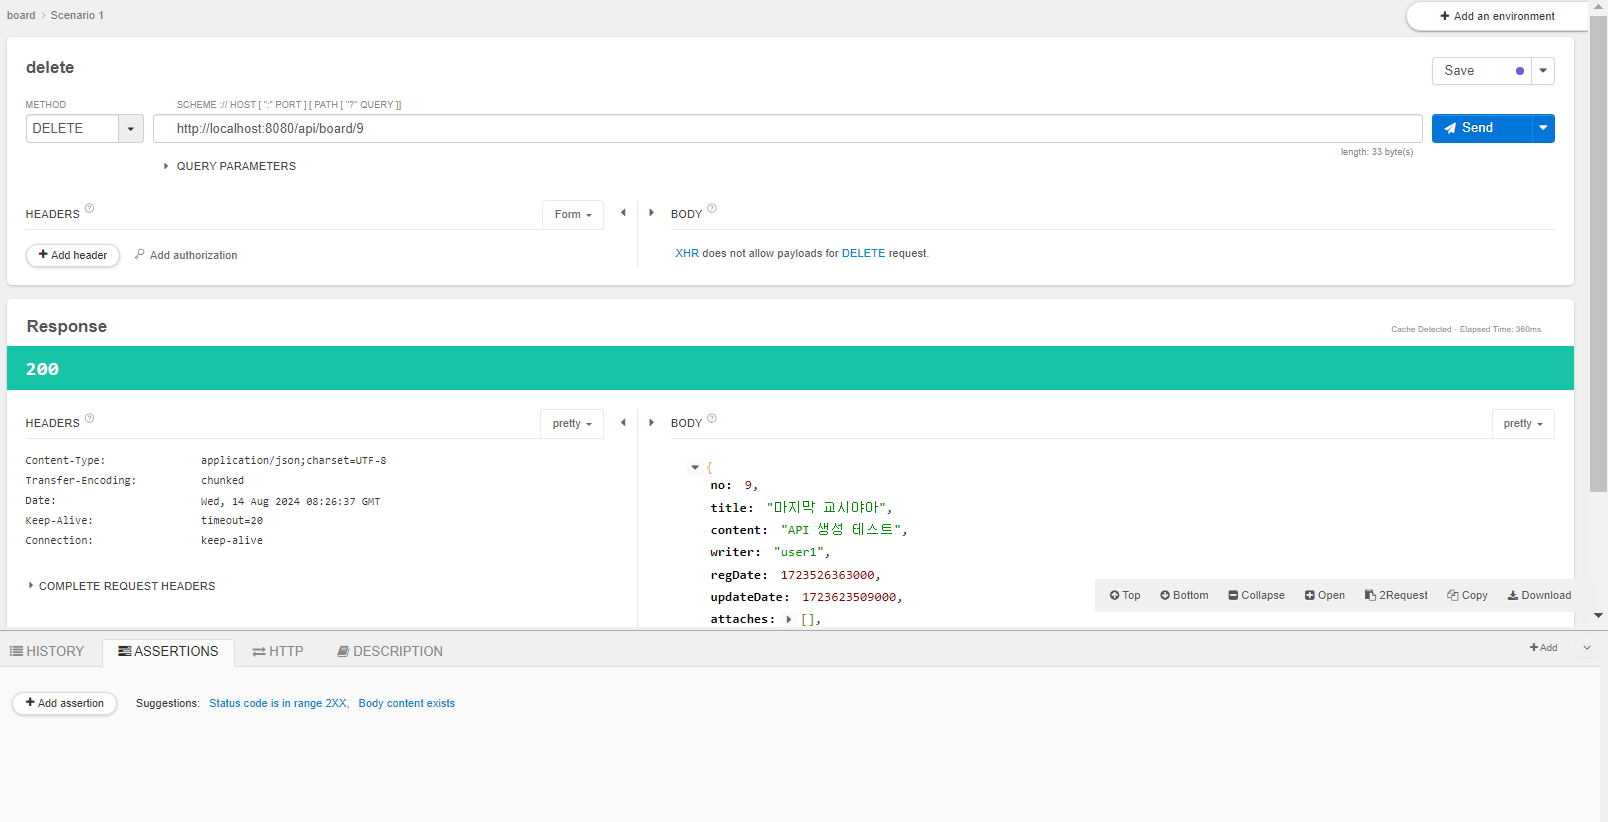 board > Scenario 1
+ Add an environment
delete
Save
METHOD
SCHEME :// HOST [ ":" PORT ] [ PATH [ "?" QUERY ]]
DELETE
http://localhost:8080/api/board/9
Send
length: 33 byte(s)
QUERY PARAMETERS
HEADERS ?
Form
BODY ?
+ Add header
Add authorization
XHR does not allow payloads for DELETE request.
Response
Cache Detected - Elapsed Time: 360ms
200
HEADERS ?
pretty
BODY ?
pretty
Content-Type: application/json;charset=UTF-8
Transfer-Encoding: chunked
Date: Wed, 14 Aug 2024 08:26:37 GMT
Keep-Alive: timeout=20
Connection: keep-alive
COMPLETE REQUEST HEADERS
{
no: 9,
title: "마지막 교시야아",
content: "API 생성 테스트",
writer: "user1",
regDate: 1723526363000,
updateDate: 1723623509000,
attaches: [],
Top Bottom Collapse Open 2Request Copy Download
HISTORY
ASSERTIONS
HTTP
DESCRIPTION
+ Add
+ Add assertion
Suggestions: Status code is in range 2XX, Body content exists